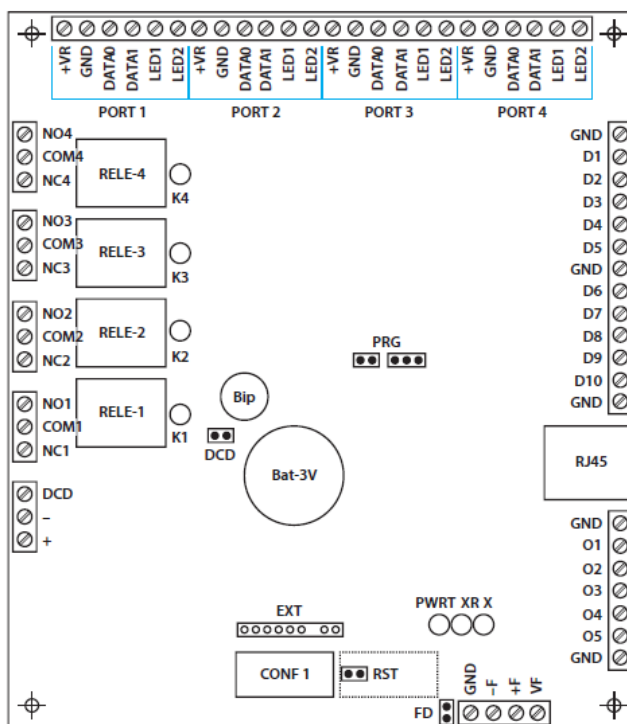 +VR GND DATA0 DATA1 LED1 LED2 +VR GND DATA0 DATA1 LED1 LED2 +VR GND DATA0 DATA1 LED1 LED2 +VR GND DATA0 DATA1 LED1 LED2
PORT 1 PORT 2 PORT 3 PORT 4
NO4
COM4
NC4
RELE-4
K4
NO3
COM3
NC3
RELE-3
K3
NO2
COM2
NC2
RELE-2
K2
NO1
COM1
NC1
RELE-1
K1
DCD
–
+
PRG
Bip
DCD
Bat-3V
GND
D1
D2
D3
D4
D5
GND
D6
D7
D8
D9
D10
GND
RJ45
GND
O1
O2
O3
O4
O5
GND
EXT
PWRT XR X
CONF 1
RST
FD
GND –F +F VF